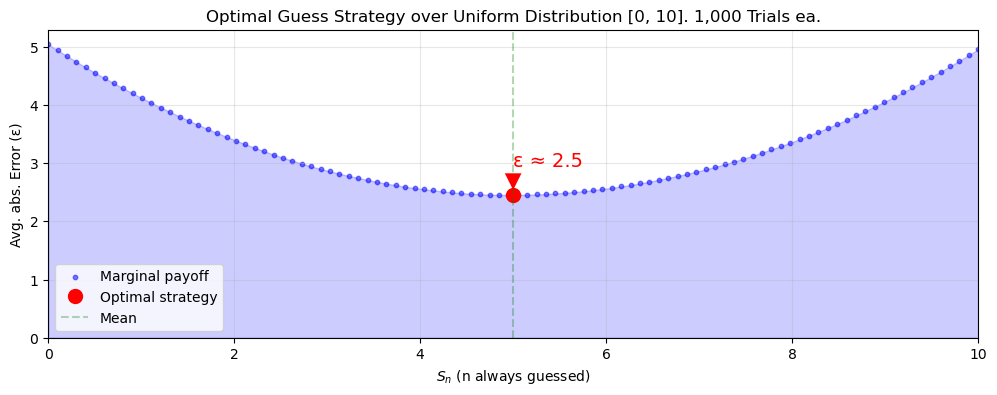 Optimal Guess Strategy over Uniform Distribution [0, 10]. 1,000 Trials ea.
Avg. abs. Error (ε)
5
4
3
2
1
0
ε ≈ 2.5
Marginal payoff
Optimal strategy
Mean
0 2 4 6 8 10
Sₙ (n always guessed)